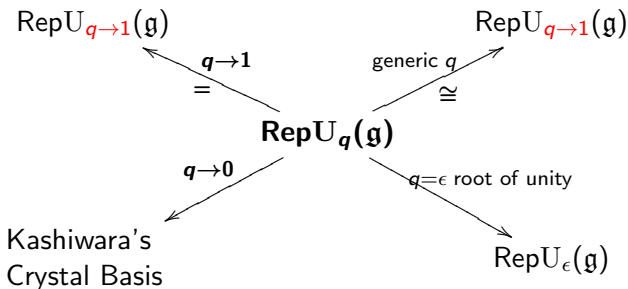 RepU_{q→1}(𝔤) RepU_{q→1}(𝔤)
q→1 generic q
= ≅
RepU_q(𝔤)
q→0 q=ϵ root of unity
Kashiwara's
Crystal Basis
RepU_ϵ(𝔤)